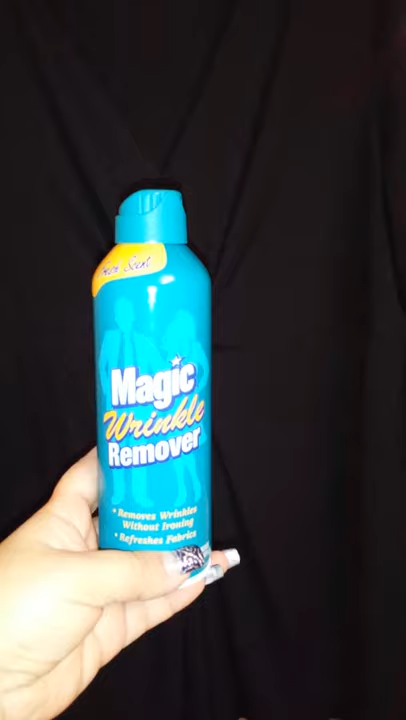 Fresh Scent
Magic
Wrinkle
Remover
* Removes Wrinkles
Without Ironing
* Refreshes Fabrics